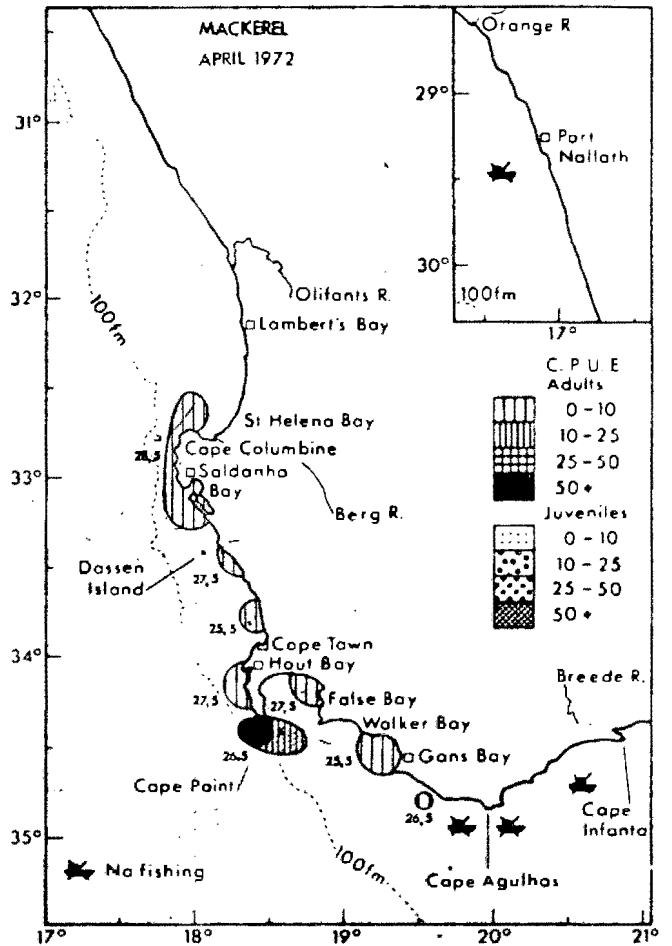 MACKEREL
APRIL 1972
Orange R
29°
Port
Nallath
30°
100fm
17°
31°
32°
33°
34°
35°
100fm
Olifants R.
Lambert's Bay
St Helena Bay
Cape Columbine
Saldanha
Bay
28,5
Berg R.
Dassen
Island
27,5
25,5
Cape Town
Hout Bay
27,5
27,5
False Bay
Walker Bay
26,5
25,5
Gans Bay
Cape Point
26,5
Breede R.
Cape
Infanta
Cape Agulhas
100fm
No fishing
C. P. U. E
Adults
0-10
10-25
25-50
50+
Juveniles
0-10
10-25
25-50
50+
17°
18°
19°
20°
21°